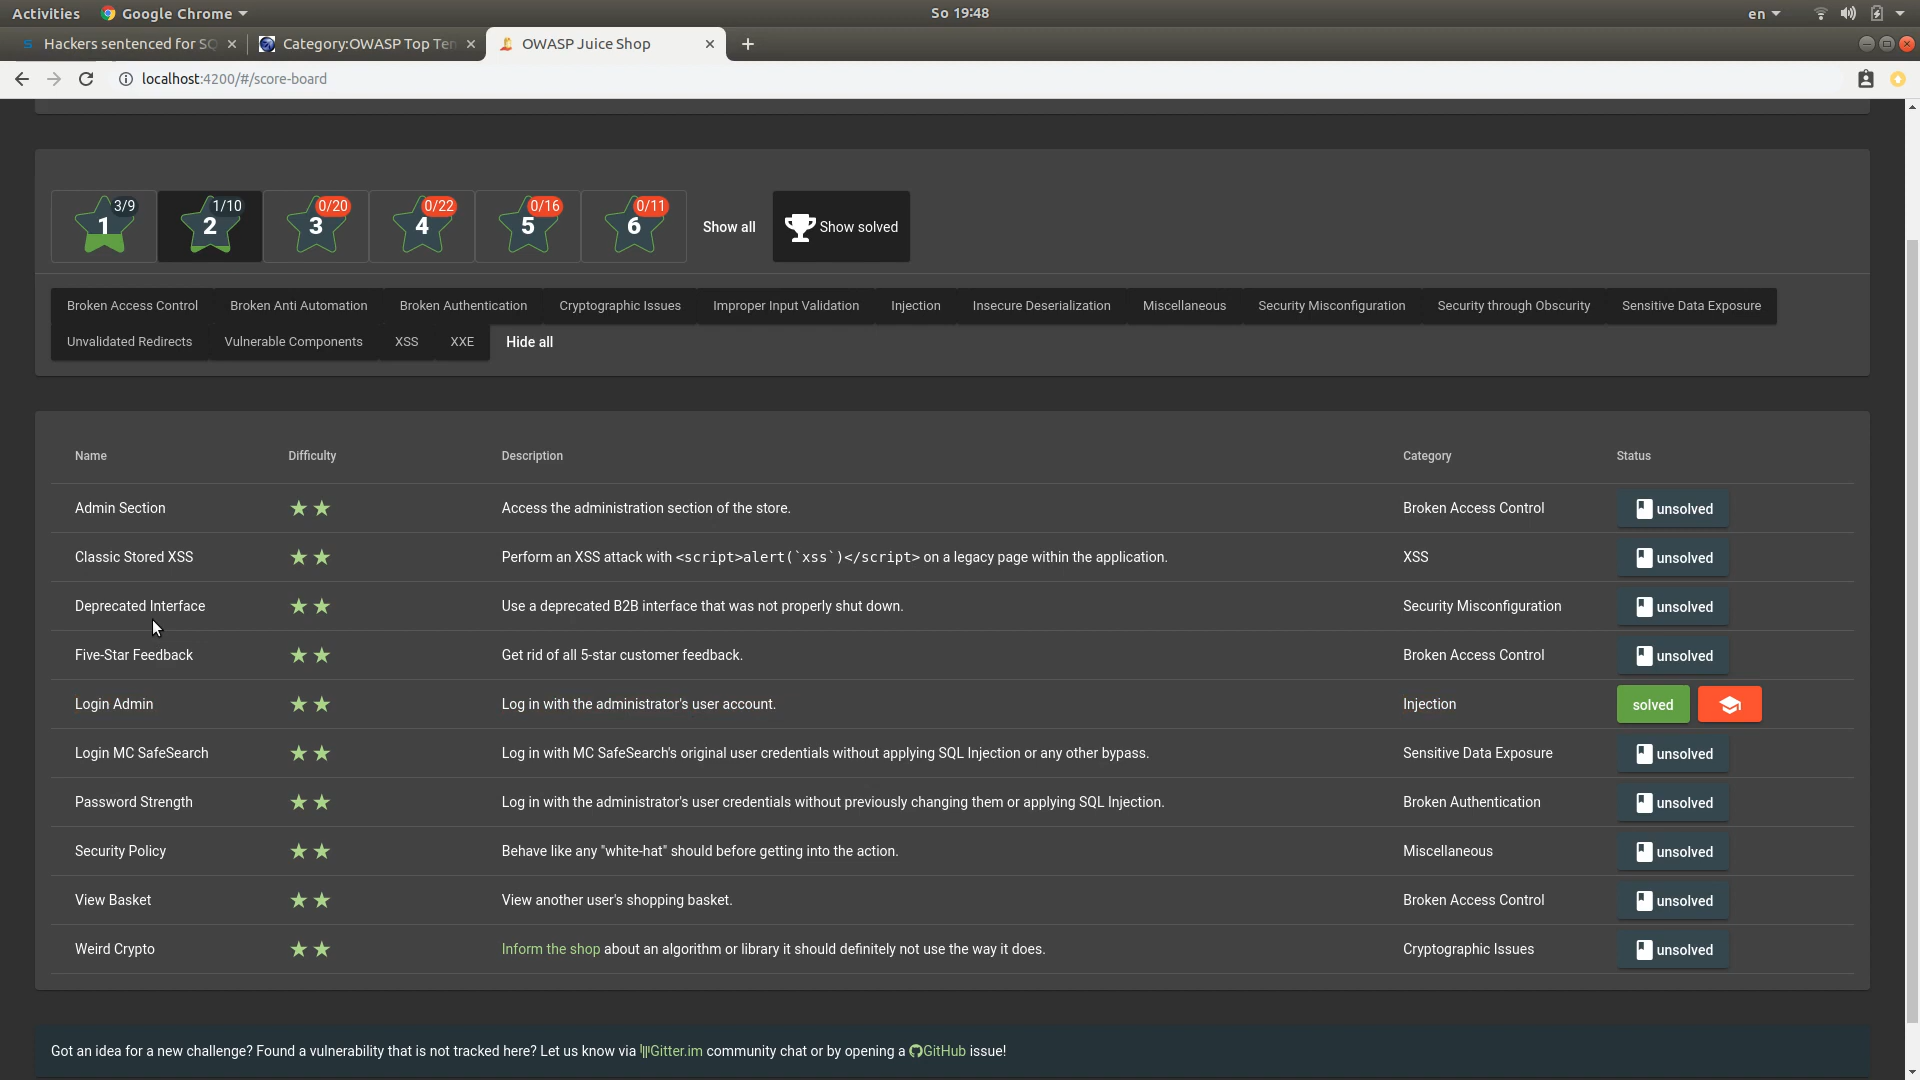 Activities Google Chrome So 19:48 en
Hackers sentenced for SQ Category:OWASP Top Ten OWASP Juice Shop
localhost:4200/#/score-board
1 3/9 2 1/10 3 0/20 4 0/22 5 0/16 6 0/11 Show all Show solved
Broken Access Control Broken Anti Automation Broken Authentication Cryptographic Issues Improper Input Validation Injection Insecure Deserialization Miscellaneous Security Misconfiguration Security through Obscurity Sensitive Data Exposure
Unvalidated Redirects Vulnerable Components XSS XXE Hide all
Name Difficulty Description Category Status
Admin Section Access the administration section of the store. Broken Access Control unsolved
Classic Stored XSS Perform an XSS attack with <script>alert(`xss`)</script> on a legacy page within the application. XSS unsolved
Deprecated Interface Use a deprecated B2B interface that was not properly shut down. Security Misconfiguration unsolved
Five-Star Feedback Get rid of all 5-star customer feedback. Broken Access Control unsolved
Login Admin Log in with the administrator's user account. Injection solved
Login MC SafeSearch Log in with MC SafeSearch's original user credentials without applying SQL Injection or any other bypass. Sensitive Data Exposure unsolved
Password Strength Log in with the administrator's user credentials without previously changing them or applying SQL Injection. Broken Authentication unsolved
Security Policy Behave like any "white-hat" should before getting into the action. Miscellaneous unsolved
View Basket View another user's shopping basket. Broken Access Control unsolved
Weird Crypto Inform the shop about an algorithm or library it should definitely not use the way it does. Cryptographic Issues unsolved
Got an idea for a new challenge? Found a vulnerability that is not tracked here? Let us know via Gitter.im community chat or by opening a GitHub issue!